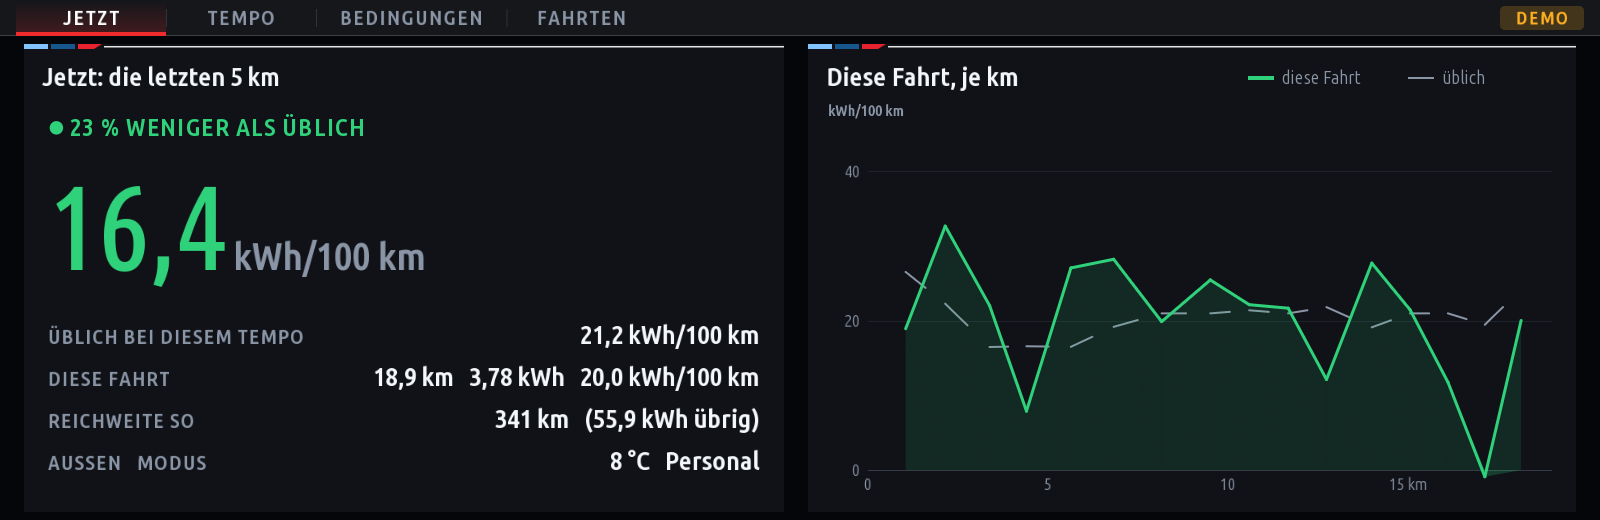 JETZT TEMPO BEDINGUNGEN FAHRTEN DEMO
Jetzt: die letzten 5 km
23 % WENIGER ALS ÜBLICH
16,4 kWh/100 km
ÜBLICH BEI DIESEM TEMPO 21,2 kWh/100 km
DIESE FAHRT 18,9 km 3,78 kWh 20,0 kWh/100 km
REICHWEITE SO 341 km (55,9 kWh übrig)
AUSSEN MODUS 8 °C Personal
Diese Fahrt, je km
diese Fahrt üblich
kWh/100 km
40
20
0
0 5 10 15 km